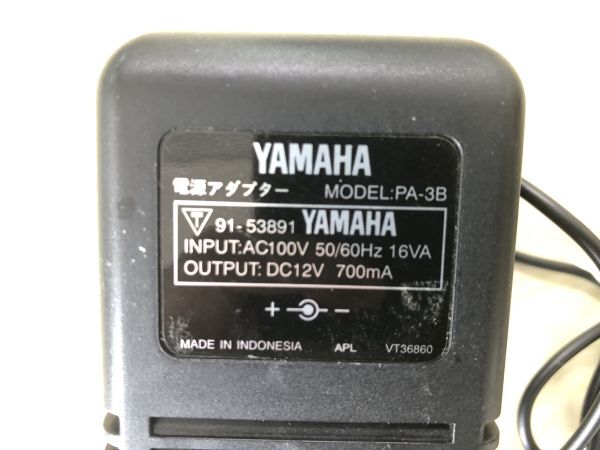 YAMAHA
電源アダプター MODEL:PA-3B
T 91-53891 YAMAHA
INPUT:AC100V 50/60Hz 16VA
OUTPUT: DC12V 700mA
+ −
MADE IN INDONESIA APL VT36860